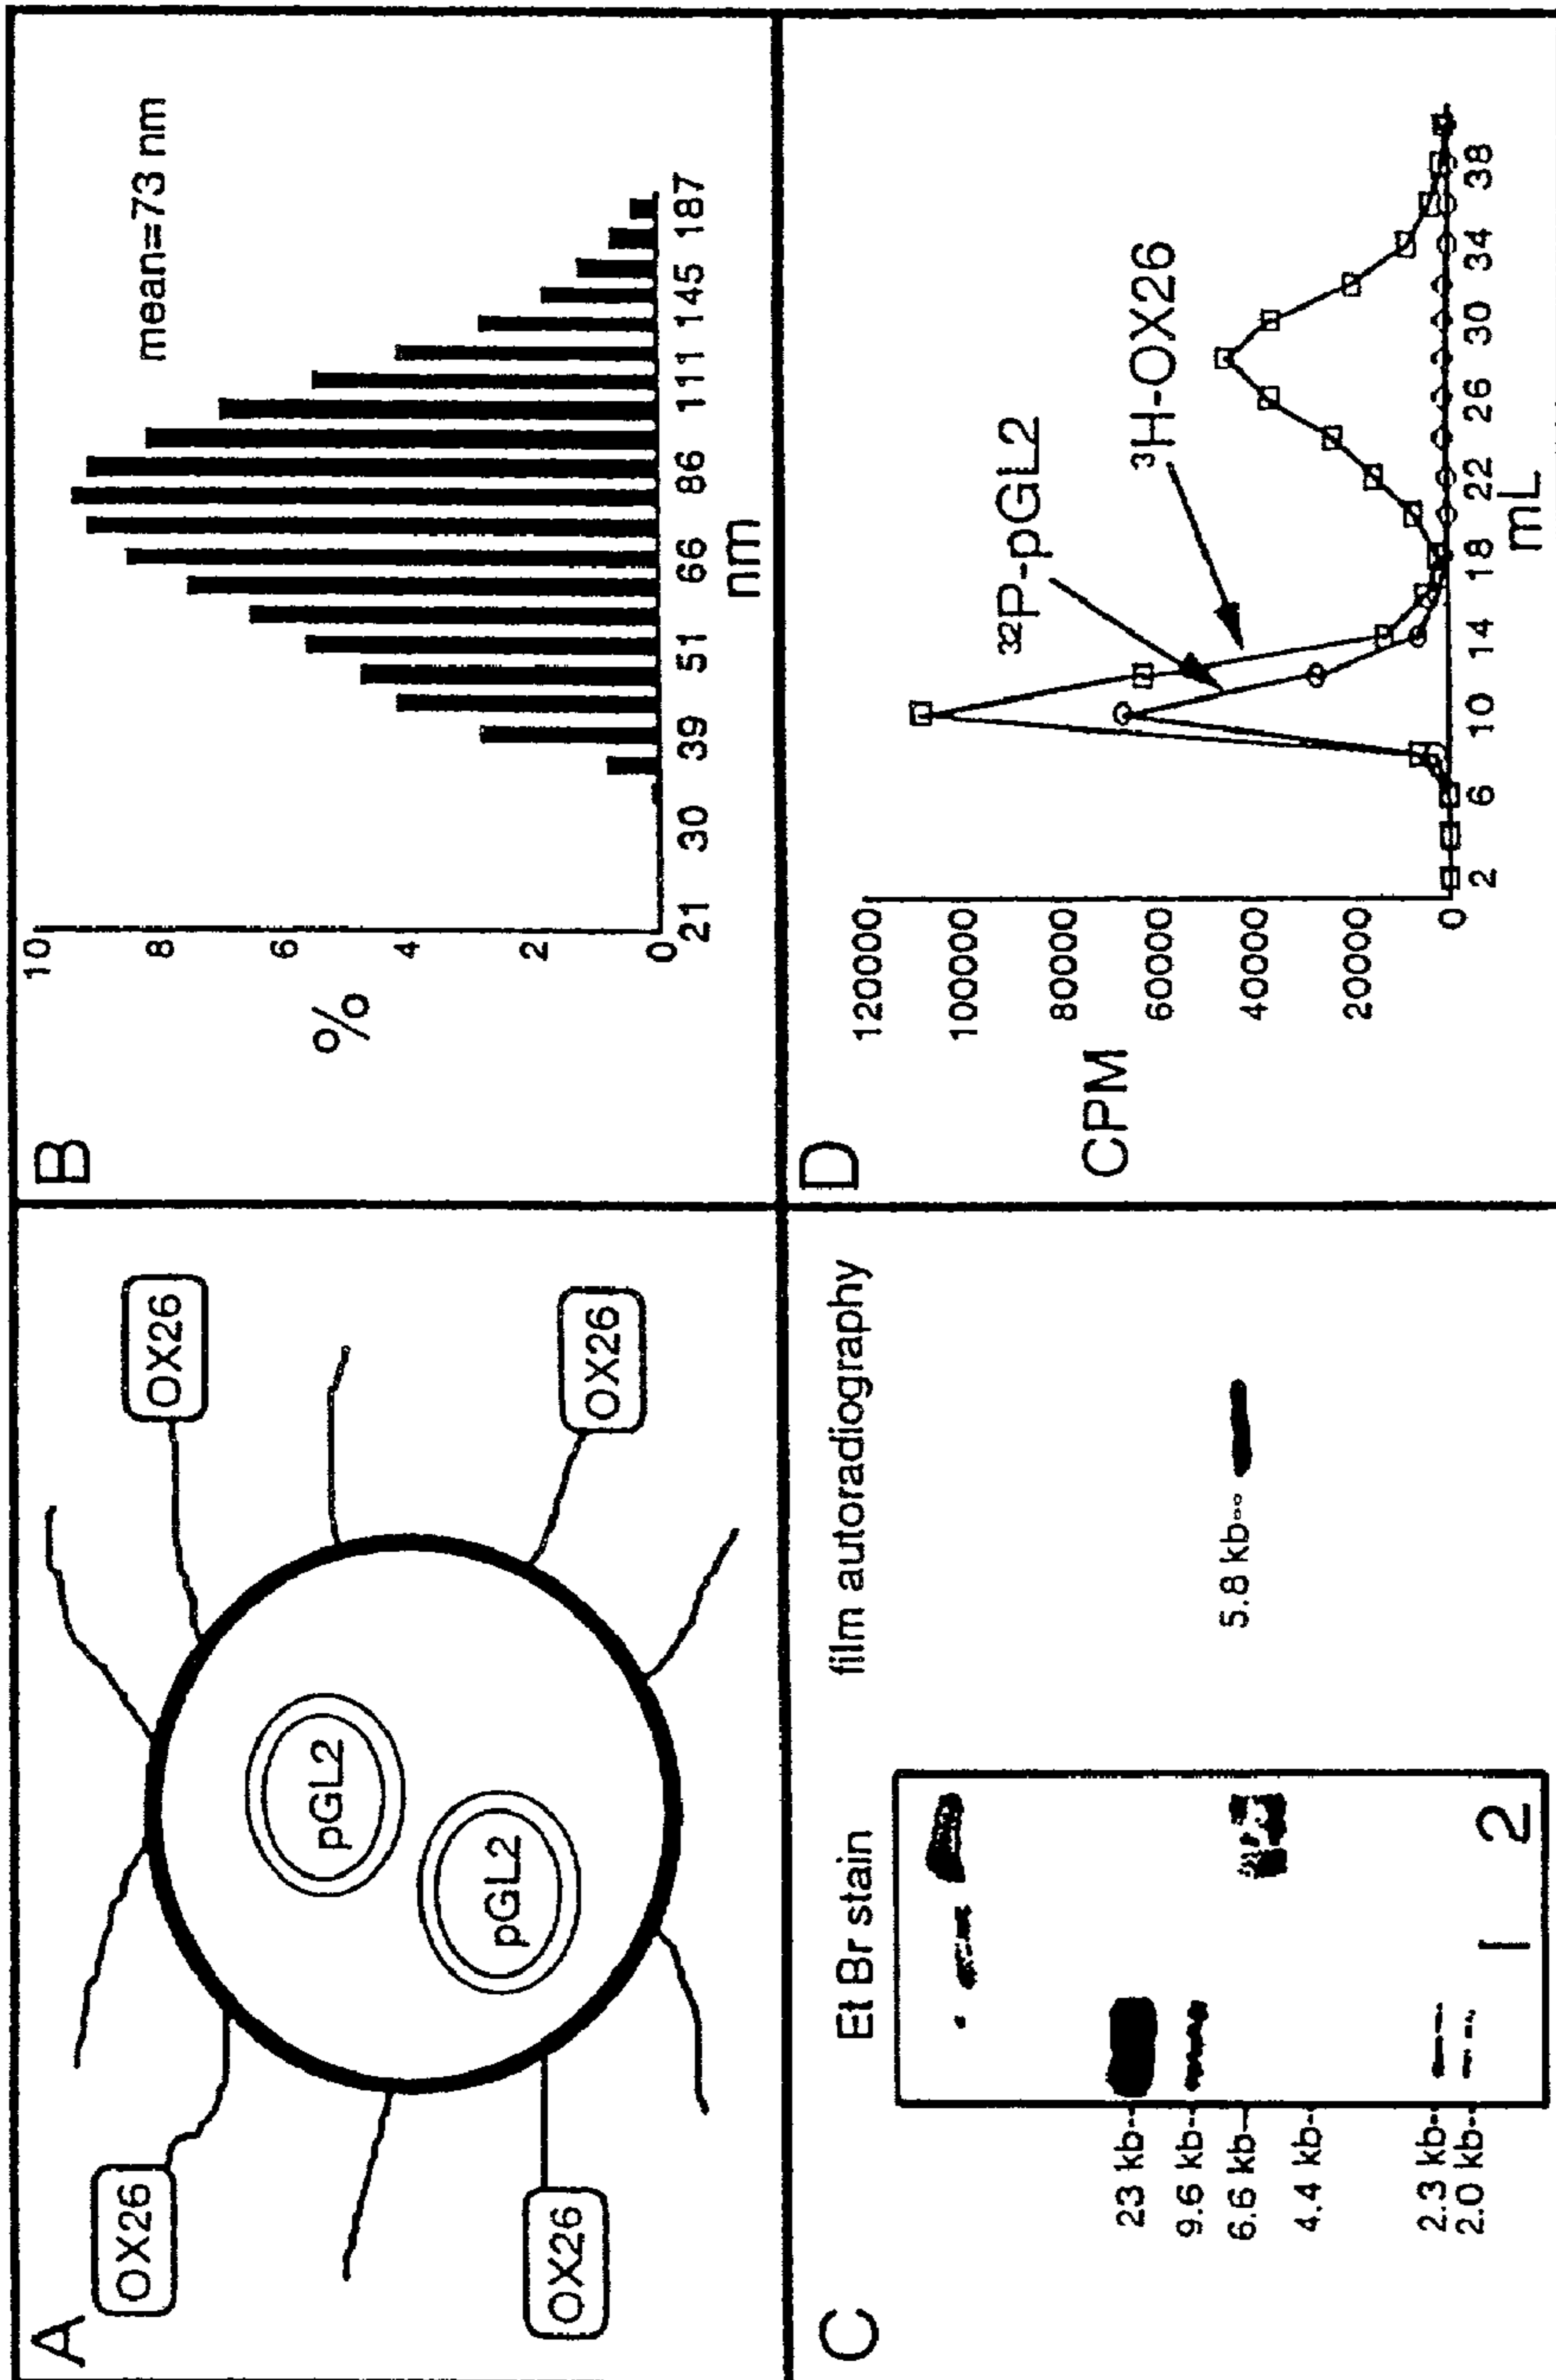 A
OX26
OX26
OX26
OX26
pGL2
pGL2
B
mean=73 nm
%
10
8
6
4
2
0
21 30 39 51 66 86 111 145 187
nm
C
Et Br stain
film autoradiography
23 kb
9.6 kb
6.6 kb
4.4 kb
2.3 kb
2.0 kb
1 2
5.8 kb
D
CPM
120000
100000
80000
60000
40000
20000
0
32P-pGL2
3H-OX26
2 6 10 14 18 22 26 30 34 38
mL